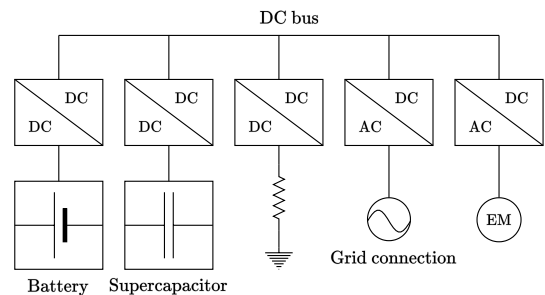 DC bus
DC
DC
DC
DC
DC
DC
DC
AC
DC
AC
EM
Grid connection
Battery
Supercapacitor